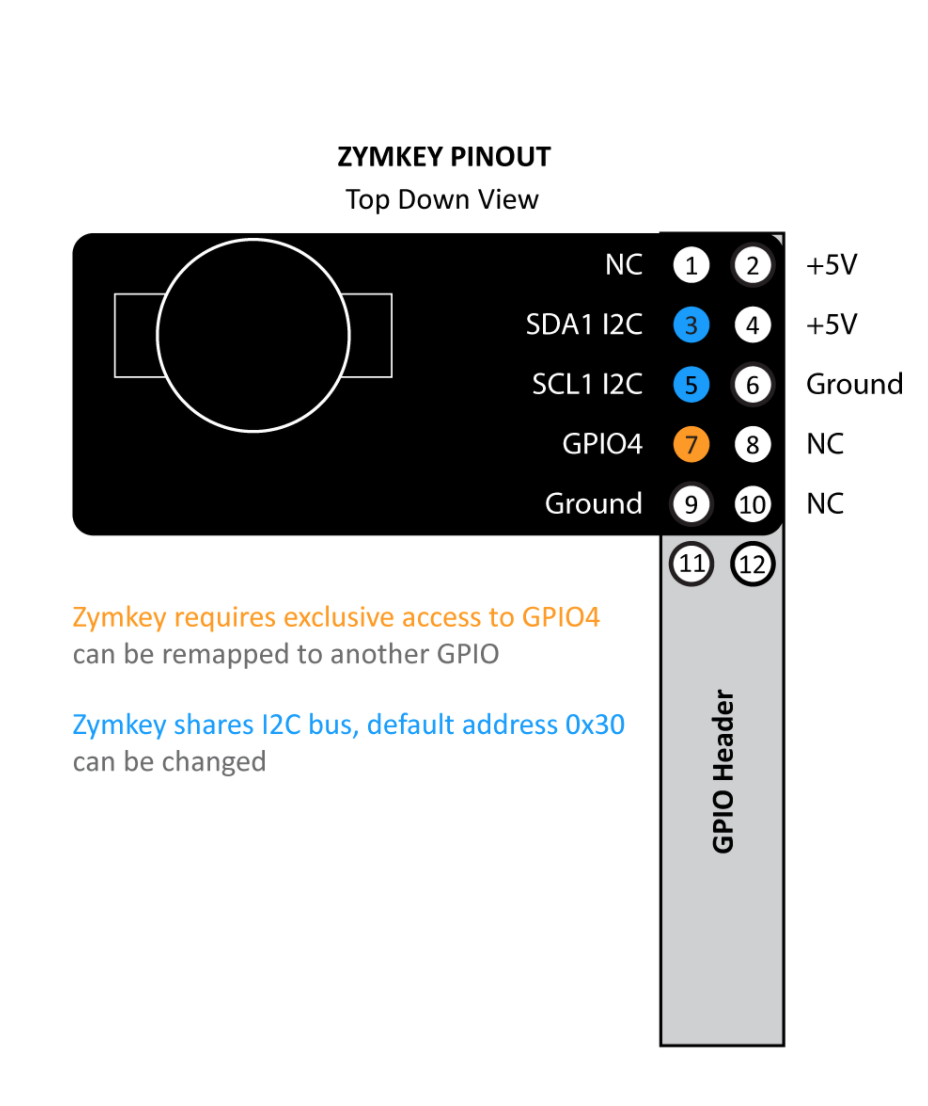 ZYMKEY PINOUT
Top Down View
NC 1 2 +5V
SDA1 I2C 3 4 +5V
SCL1 I2C 5 6 Ground
GPIO4 7 8 NC
Ground 9 10 NC
11 12
Zymkey requires exclusive access to GPIO4
can be remapped to another GPIO
Zymkey shares I2C bus, default address 0x30
can be changed
GPIO Header